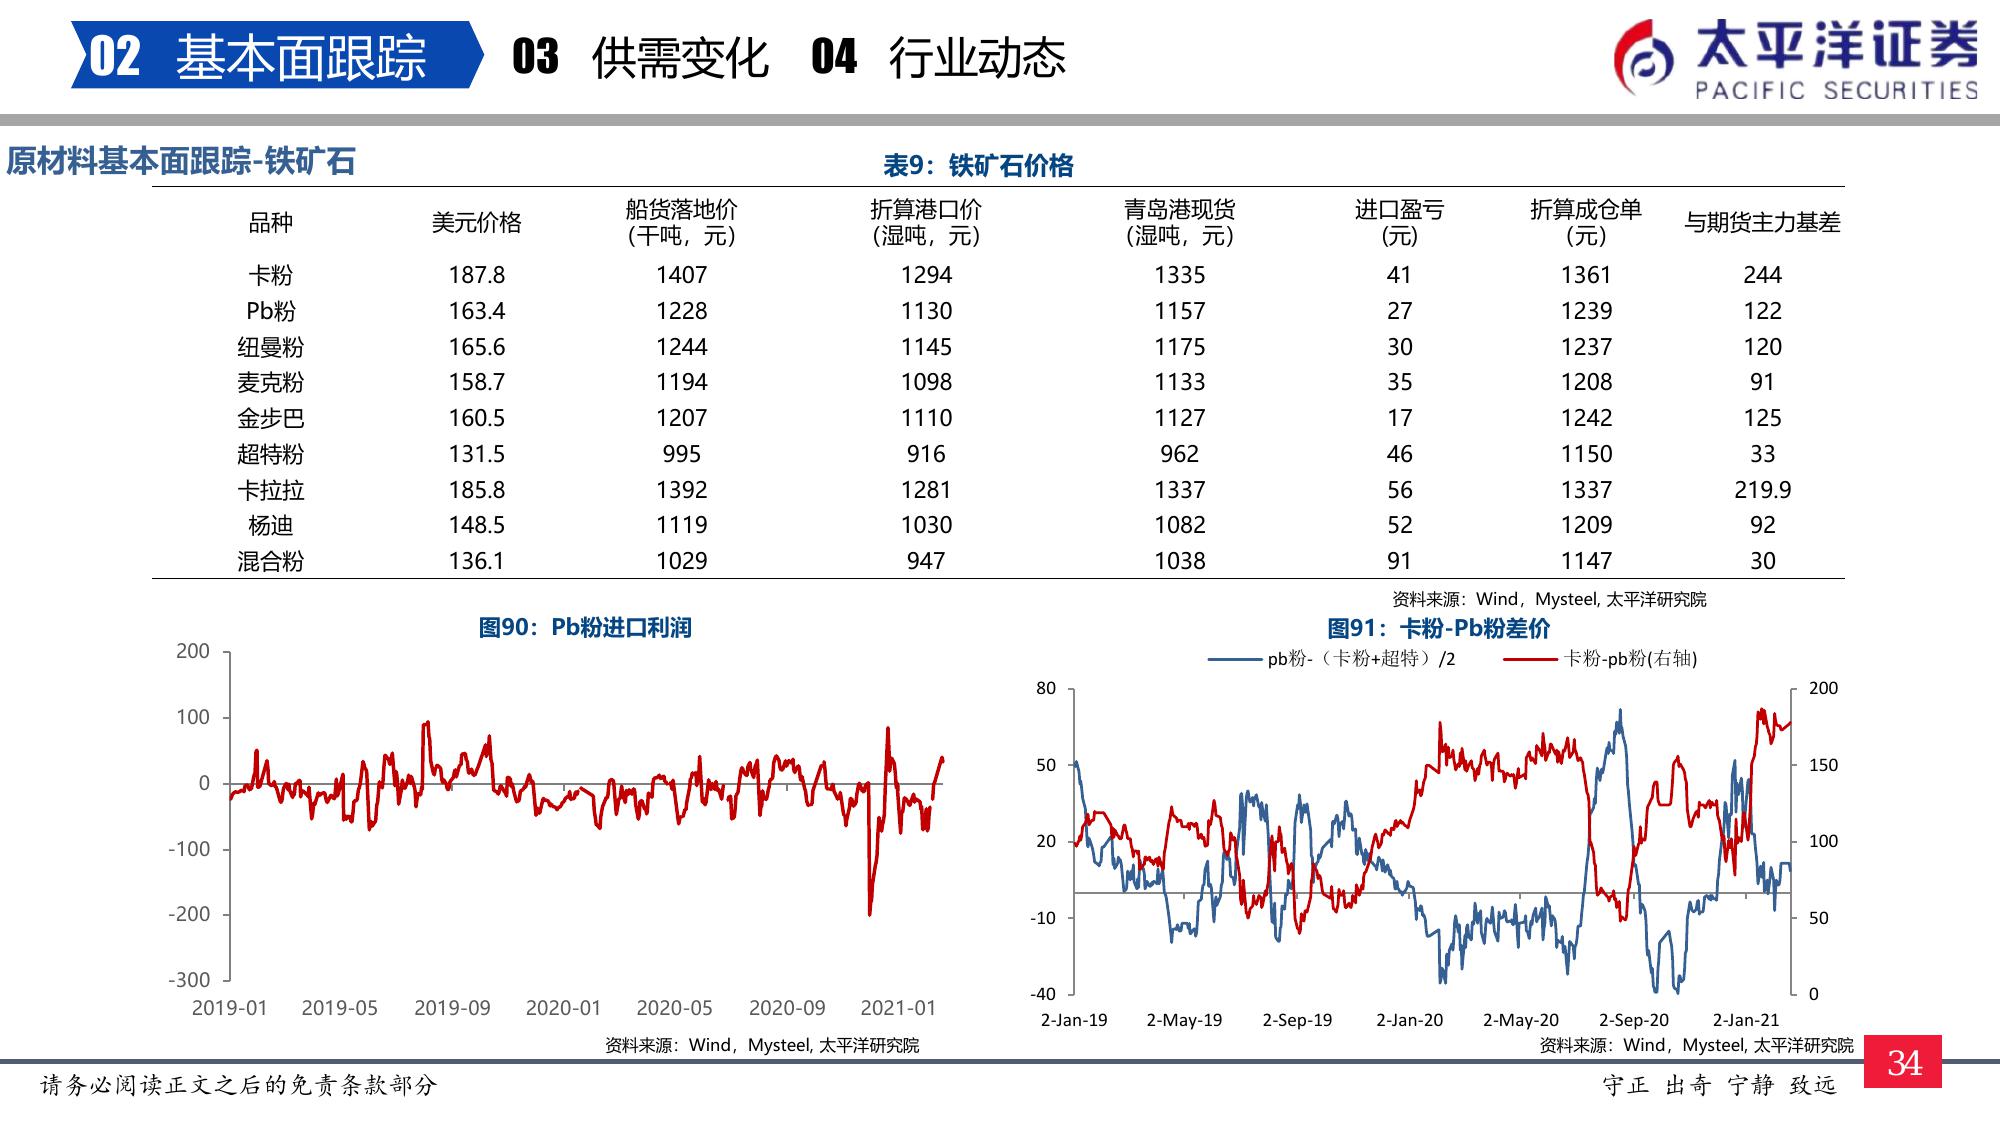 02 基本面跟踪 03 供需变化 04 行业动态
太平洋证券
PACIFIC SECURITIES
原材料基本面跟踪-铁矿石
表9：铁矿石价格
品种 美元价格 船货落地价（干吨，元） 折算港口价（湿吨，元） 青岛港现货（湿吨，元） 进口盈亏（元） 折算成仓单（元） 与期货主力基差
卡粉 187.8 1407 1294 1335 41 1361 244
Pb粉 163.4 1228 1130 1157 27 1239 122
纽曼粉 165.6 1244 1145 1175 30 1237 120
麦克粉 158.7 1194 1098 1133 35 1208 91
金步巴 160.5 1207 1110 1127 17 1242 125
超特粉 131.5 995 916 962 46 1150 33
卡拉拉 185.8 1392 1281 1337 56 1337 219.9
杨迪 148.5 1119 1030 1082 52 1209 92
混合粉 136.1 1029 947 1038 91 1147 30
资料来源：Wind，Mysteel, 太平洋研究院
图90：Pb粉进口利润
200
100
0
-100
-200
-300
2019-01 2019-05 2019-09 2020-01 2020-05 2020-09 2021-01
资料来源：Wind，Mysteel, 太平洋研究院
图91：卡粉-Pb粉差价
pb粉-（卡粉+超特）/2 卡粉-pb粉(右轴)
80 200
50 150
20 100
-10 50
-40 0
2-Jan-19 2-May-19 2-Sep-19 2-Jan-20 2-May-20 2-Sep-20 2-Jan-21
资料来源：Wind，Mysteel, 太平洋研究院
请务必阅读正文之后的免责条款部分
守正 出奇 宁静 致远
34